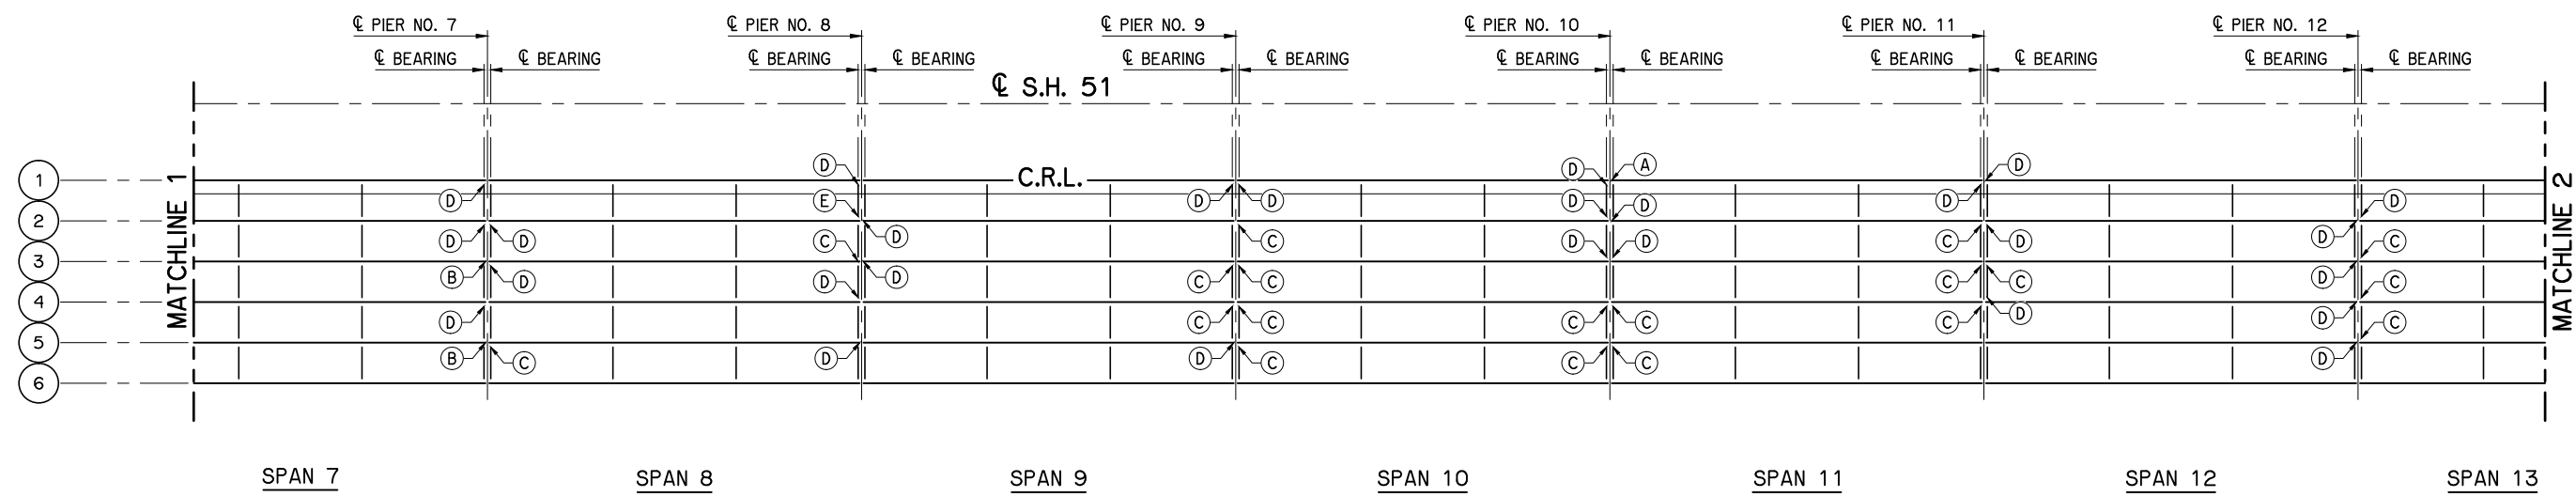 ℄ PIER NO. 7 ℄ PIER NO. 8 ℄ PIER NO. 9 ℄ PIER NO. 10 ℄ PIER NO. 11 ℄ PIER NO. 12
℄ BEARING ℄ BEARING ℄ BEARING ℄ BEARING ℄ BEARING ℄ BEARING ℄ BEARING ℄ BEARING ℄ BEARING ℄ BEARING ℄ BEARING ℄ BEARING
℄ S.H. 51
D D A D
1 C.R.L.
D E D D D D D D D
2
D D D C D D C D D C
3
B D C D C C C C D C
4
D D C C C C C D D C
5
B C D D C C C D
6
MATCHLINE 1
MATCHLINE 2
SPAN 7 SPAN 8 SPAN 9 SPAN 10 SPAN 11 SPAN 12 SPAN 13